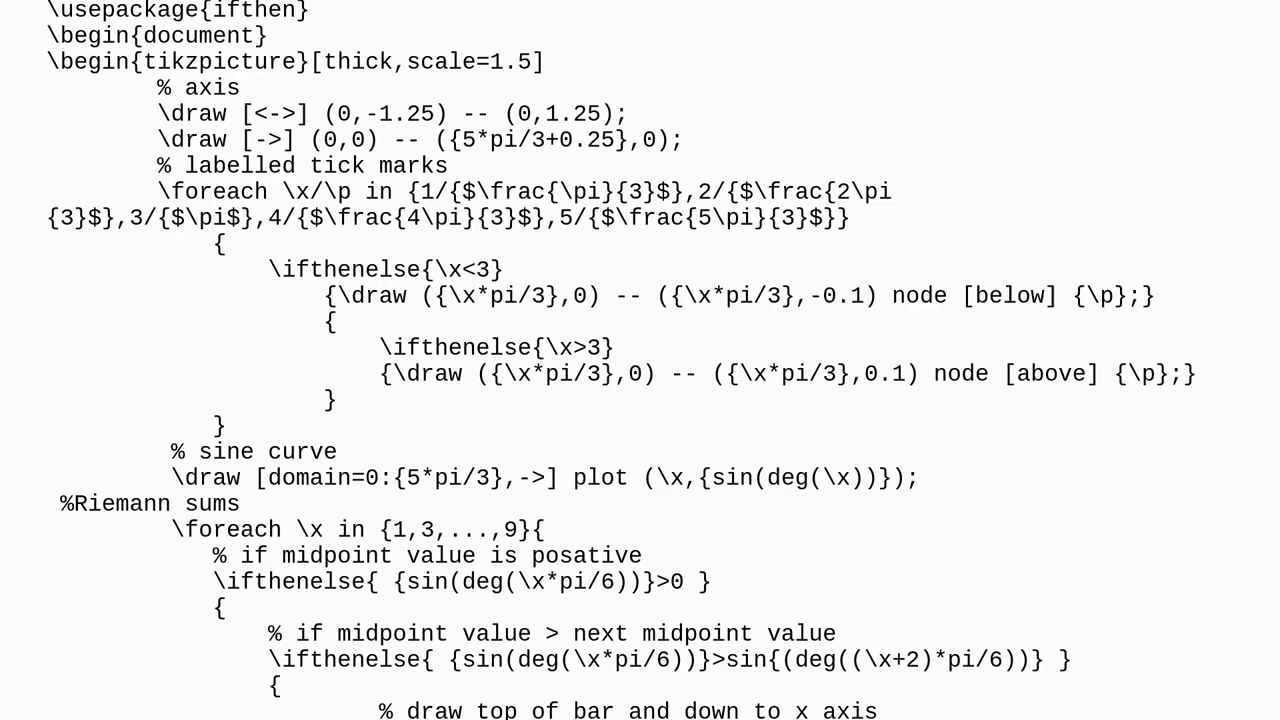 \usepackage{ifthen}
\begin{document}
\begin{tikzpicture}[thick,scale=1.5]
% axis
\draw [<->] (0,-1.25) -- (0,1.25);
\draw [->] (0,0) -- ({5*pi/3+0.25},0);
% labelled tick marks
\foreach \x/\p in {1/{$\frac{\pi}{3}$},2/{$\frac{2\pi
{3}$},3/{$\pi$},4/{$\frac{4\pi}{3}$},5/{$\frac{5\pi}{3}$}}
{
\ifthenelse{\x<3}
{\draw ({\x*pi/3},0) -- ({\x*pi/3},-0.1) node [below] {\p};}
{
\ifthenelse{\x>3}
{\draw ({\x*pi/3},0) -- ({\x*pi/3},0.1) node [above] {\p};}
}
}
% sine curve
\draw [domain=0:{5*pi/3},->] plot (\x,{sin(deg(\x))});
%Riemann sums
\foreach \x in {1,3,...,9}{
% if midpoint value is posative
\ifthenelse{ {sin(deg(\x*pi/6))}>0 }
{
% if midpoint value > next midpoint value
\ifthenelse{ {sin(deg(\x*pi/6))}>sin{(deg((\x+2)*pi/6))} }
{
% draw top of bar and down to x axis